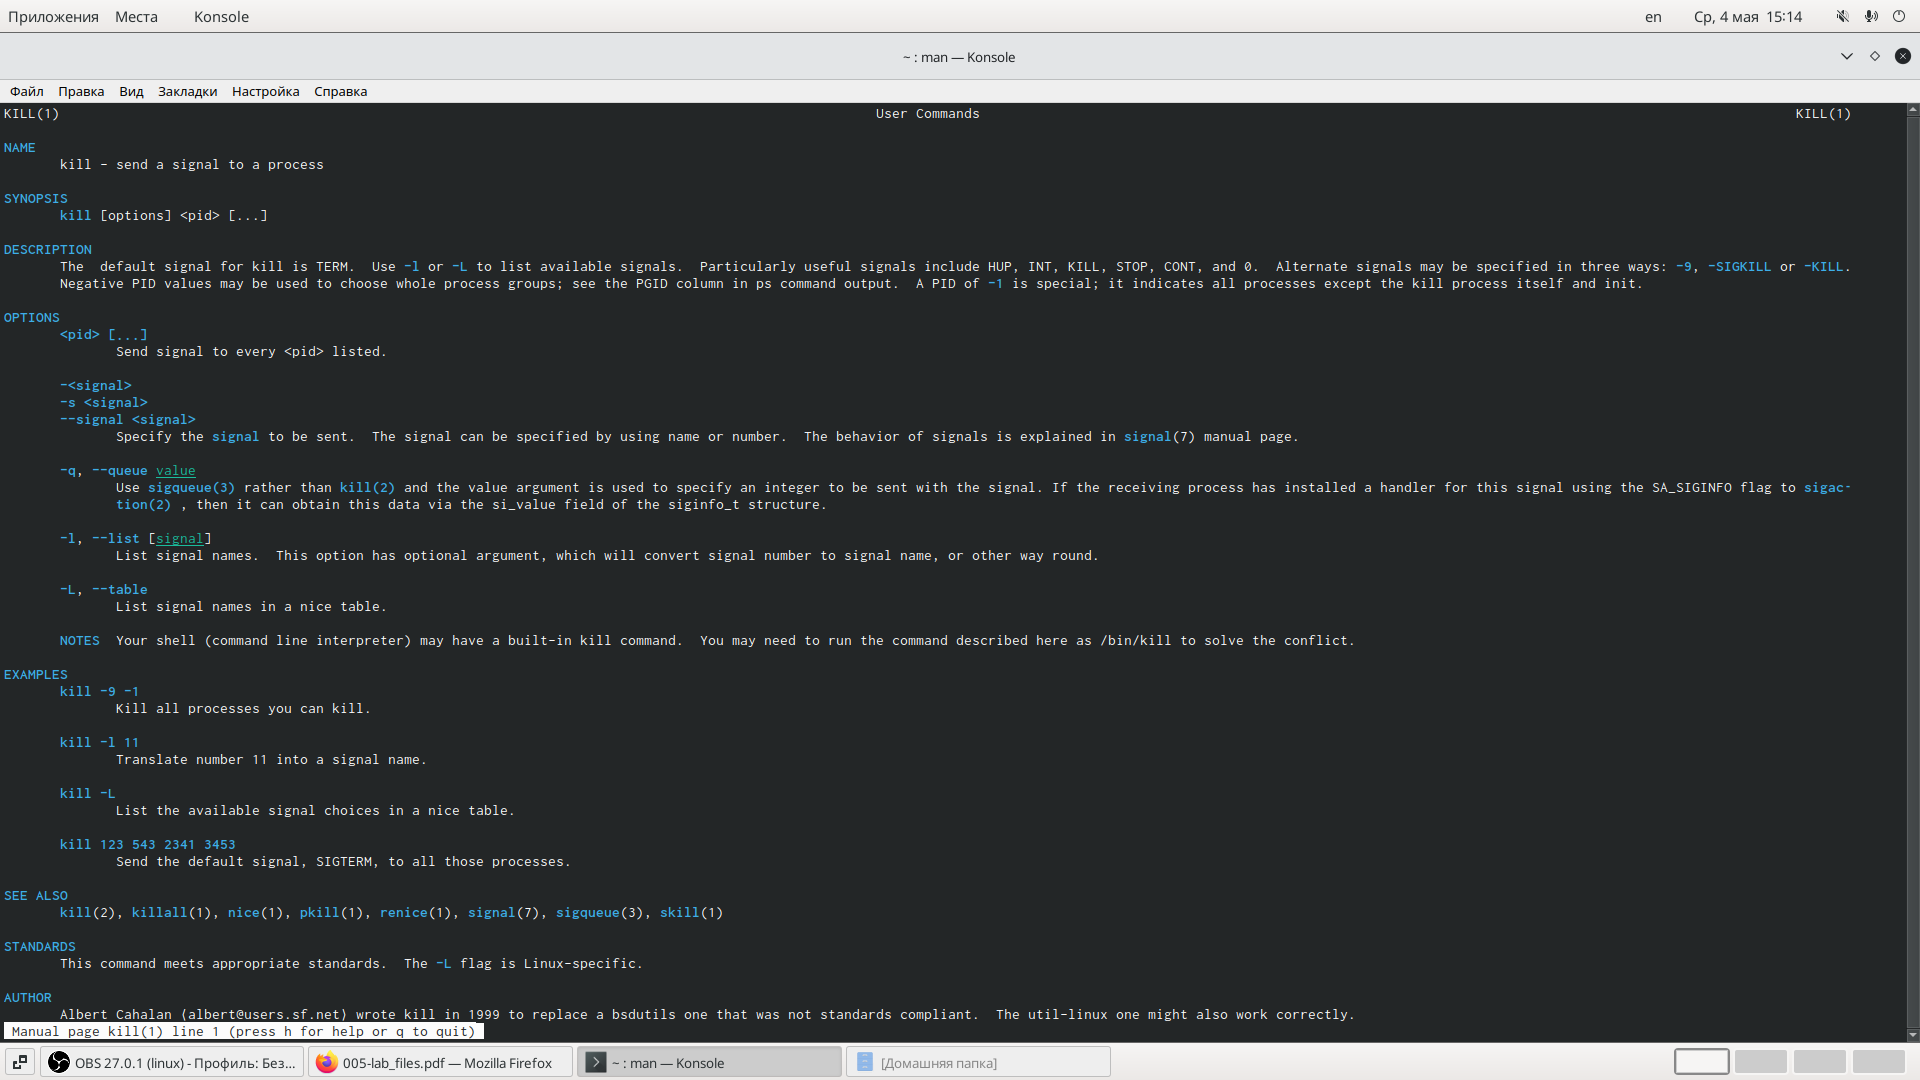 Приложения Места Konsole en Ср, 4 мая 15:14
~ : man — Konsole
Файл Правка Вид Закладки Настройка Справка
KILL(1) User Commands KILL(1)
NAME
kill - send a signal to a process
SYNOPSIS
kill [options] <pid> [...]
DESCRIPTION
The default signal for kill is TERM. Use -l or -L to list available signals. Particularly useful signals include HUP, INT, KILL, STOP, CONT, and 0. Alternate signals may be specified in three ways: -9, -SIGKILL or -KILL.
Negative PID values may be used to choose whole process groups; see the PGID column in ps command output. A PID of -1 is special; it indicates all processes except the kill process itself and init.
OPTIONS
<pid> [...]
Send signal to every <pid> listed.
-<signal>
-s <signal>
--signal <signal>
Specify the signal to be sent. The signal can be specified by using name or number. The behavior of signals is explained in signal(7) manual page.
-q, --queue value
Use sigqueue(3) rather than kill(2) and the value argument is used to specify an integer to be sent with the signal. If the receiving process has installed a handler for this signal using the SA_SIGINFO flag to sigac-
tion(2) , then it can obtain this data via the si_value field of the siginfo_t structure.
-l, --list [signal]
List signal names. This option has optional argument, which will convert signal number to signal name, or other way round.
-L, --table
List signal names in a nice table.
NOTES Your shell (command line interpreter) may have a built-in kill command. You may need to run the command described here as /bin/kill to solve the conflict.
EXAMPLES
kill -9 -1
Kill all processes you can kill.
kill -l 11
Translate number 11 into a signal name.
kill -L
List the available signal choices in a nice table.
kill 123 543 2341 3453
Send the default signal, SIGTERM, to all those processes.
SEE ALSO
kill(2), killall(1), nice(1), pkill(1), renice(1), signal(7), sigqueue(3), skill(1)
STANDARDS
This command meets appropriate standards. The -L flag is Linux-specific.
AUTHOR
Albert Cahalan ⟨albert@users.sf.net⟩ wrote kill in 1999 to replace a bsdutils one that was not standards compliant. The util-linux one might also work correctly.
Manual page kill(1) line 1 (press h for help or q to quit)
OBS 27.0.1 (linux) - Профиль: Без... 005-lab_files.pdf — Mozilla Firefox ~ : man — Konsole [Домашняя папка]